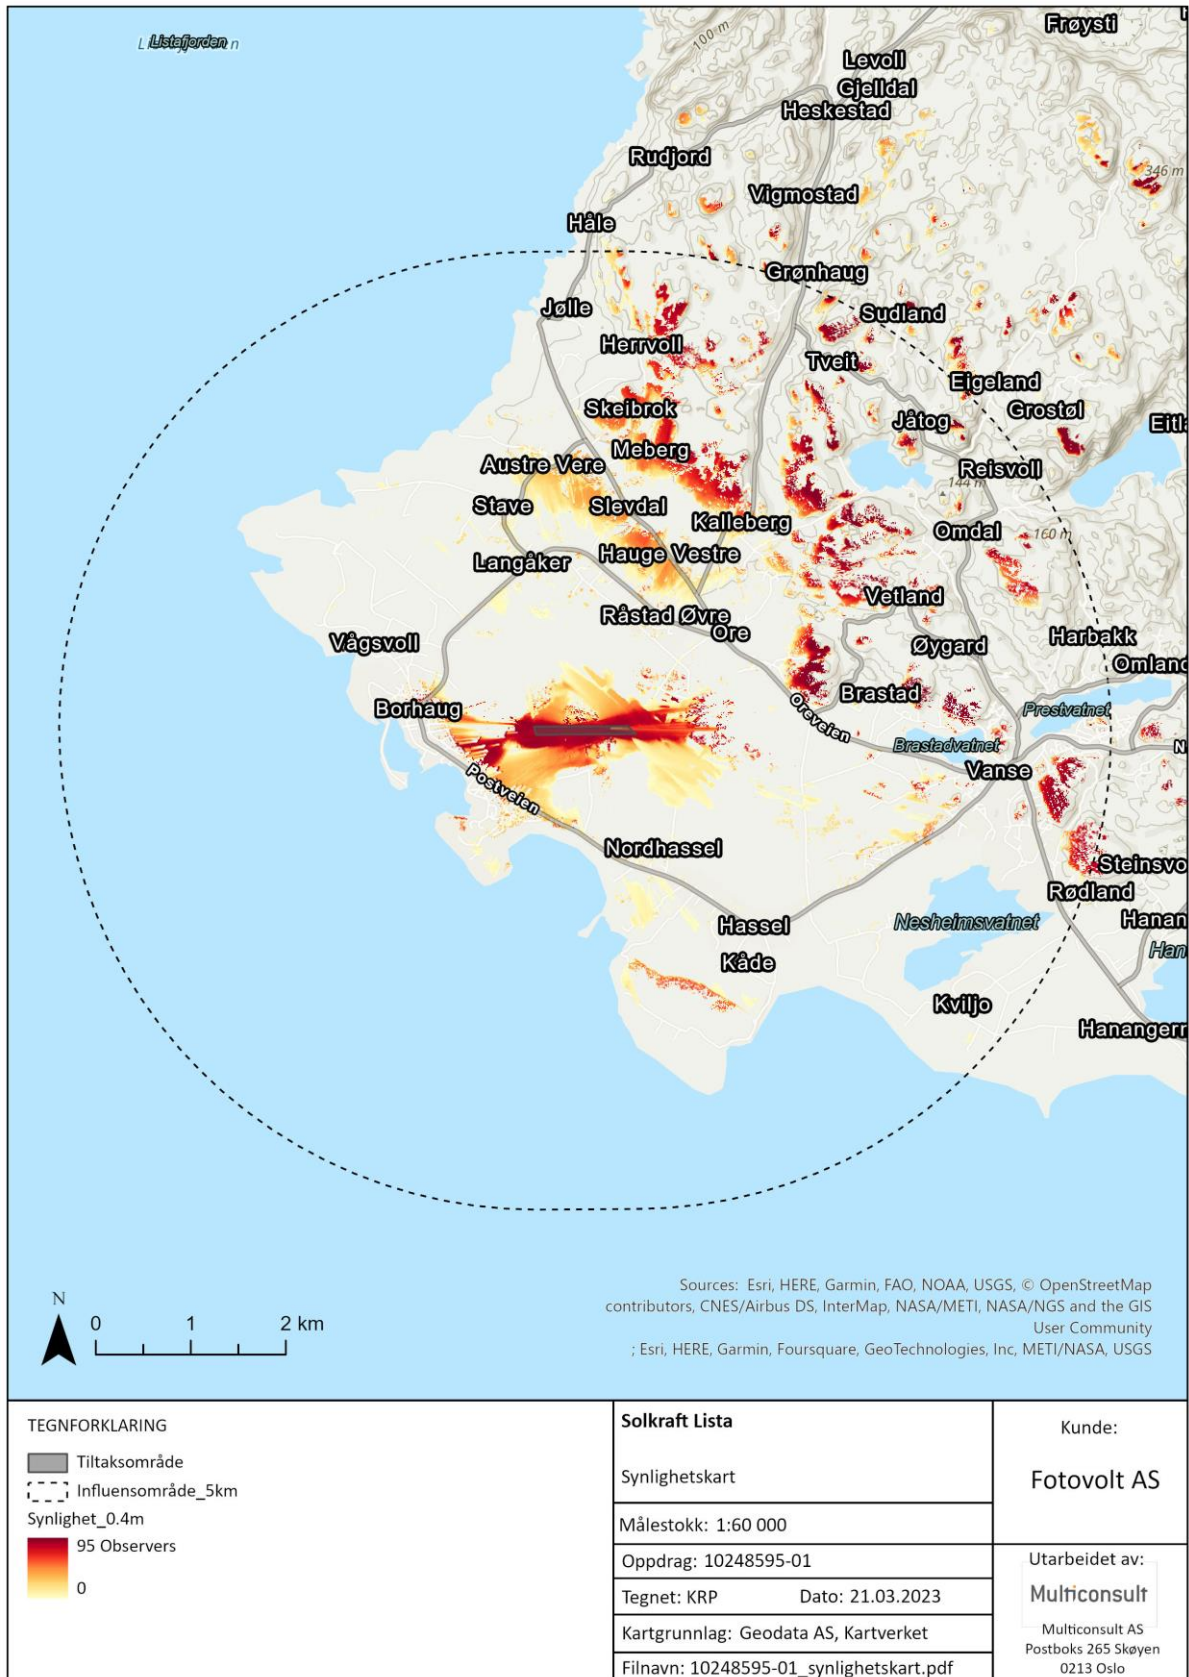 Listafjorden
100 m
Frøysti
Levoll
Gjelldal
Heskestad
Rudjord
346 m
Vigmostad
Håle
Grønhaug
Jølle
Sudland
Herrvoll
Tveit
Eigeland
Skeibrok
Jåtog
Grostøl
Meberg
Austre Vere
Reisvoll
144 m
Stave
Slevdal
Kalleberg
Omdal
160 m
Langåker
Hauge Vestre
Vetland
Råstad Øvre
Ore
Vågsvoll
Øygard
Harbakk
Omland
Borhaug
Brastad
Prestvatnet
Oreveien
Brastadvatnet
Vanse
Postveien
Nordhassel
Steinsvo
Rødland
Hassel
Nesheimsvatnet
Hanan
Kåde
Han
Kviljo
Hanangerr
Sources: Esri, HERE, Garmin, FAO, NOAA, USGS, © OpenStreetMap
contributors, CNES/Airbus DS, InterMap, NASA/METI, NASA/NGS and the GIS
User Community
; Esri, HERE, Garmin, Foursquare, GeoTechnologies, Inc, METI/NASA, USGS
N
0 1 2 km
TEGNFORKLARING
Tiltaksområde
Influensområde_5km
Synlighet_0.4m
95 Observers
0
Solkraft Lista
Synlighetskart
Målestokk: 1:60 000
Oppdrag: 10248595-01
Tegnet: KRP Dato: 21.03.2023
Kartgrunnlag: Geodata AS, Kartverket
Filnavn: 10248595-01_synlighetskart.pdf
Kunde:
Fotovolt AS
Utarbeidet av:
Multiconsult
Multiconsult AS
Postboks 265 Skøyen
0213 Oslo